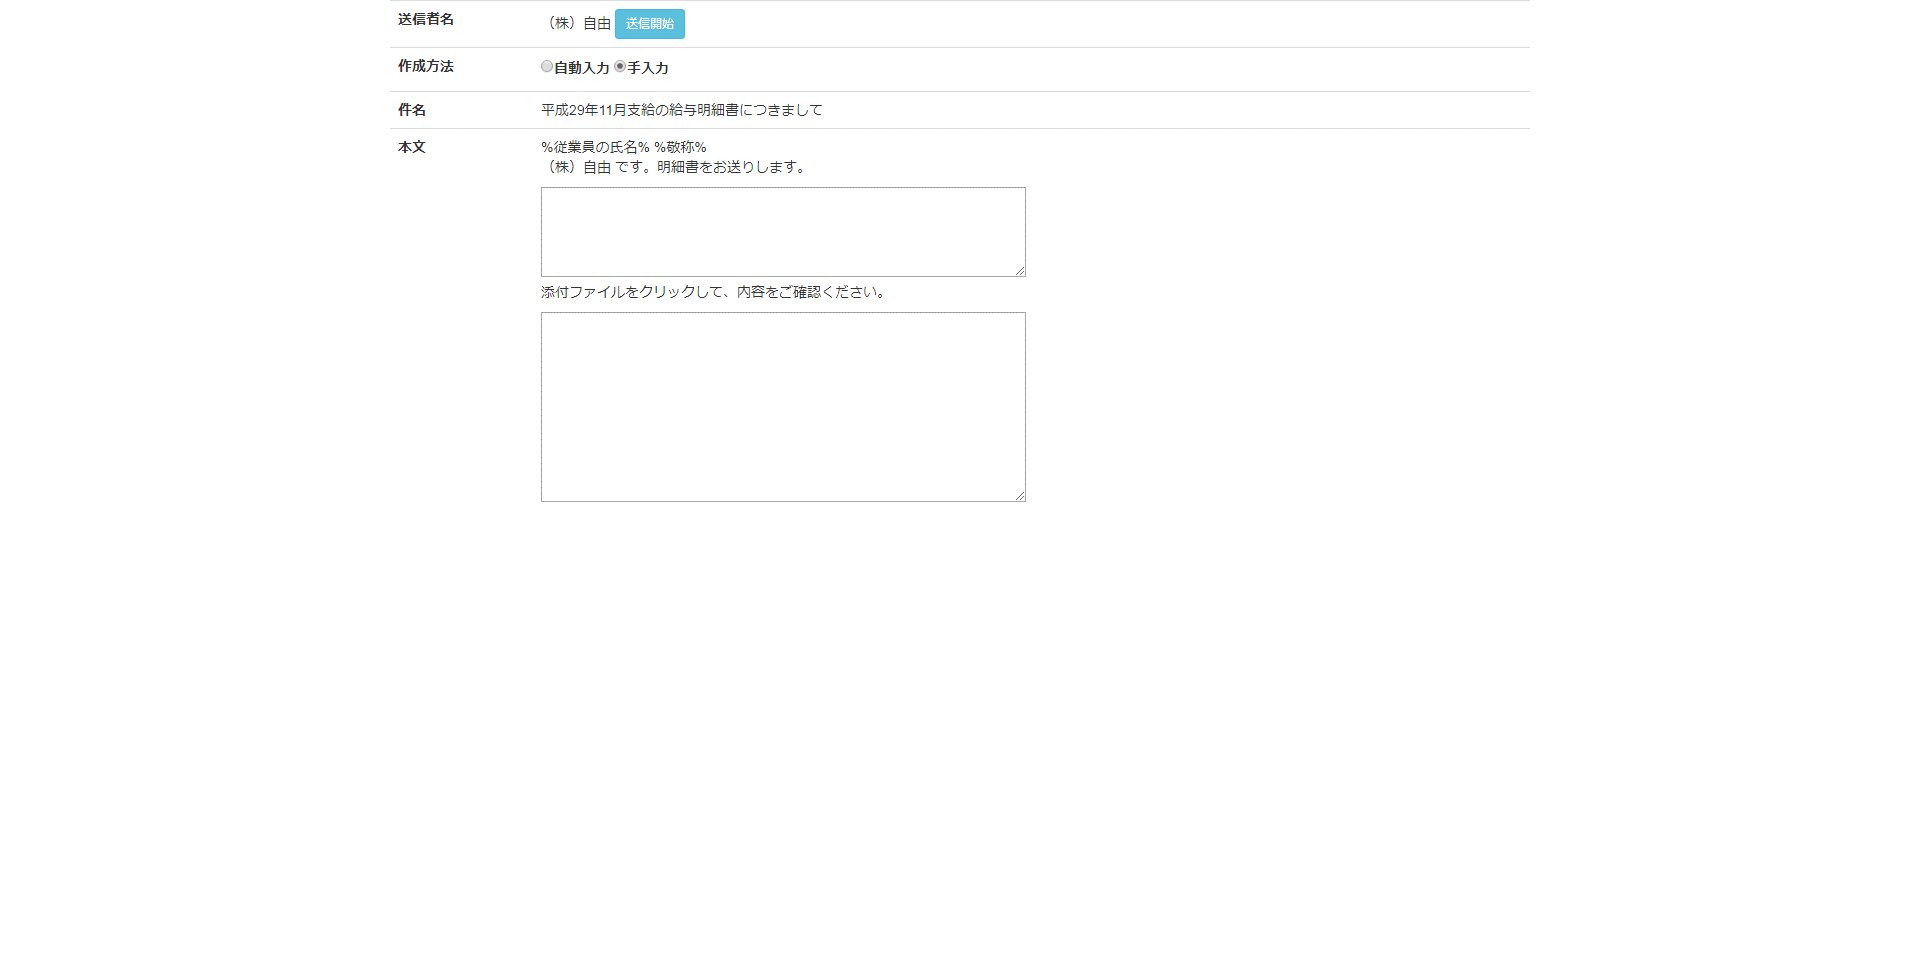 送信者名 （株）自由 送信開始
作成方法 自動入力 手入力
件名 平成29年11月支給の給与明細書につきまして
本文 %従業員の氏名% %敬称%
（株）自由 です。明細書をお送りします。
添付ファイルをクリックして、内容をご確認ください。